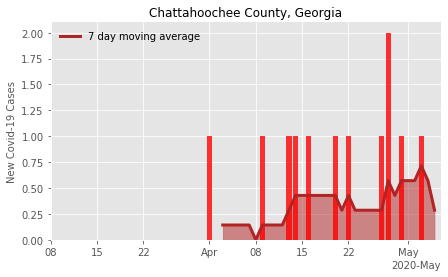 Chattahoochee County, Georgia
7 day moving average
New Covid-19 Cases
2.00
1.75
1.50
1.25
1.00
0.75
0.50
0.25
0.00
08 15 22 Apr 08 15 22 May
2020-May